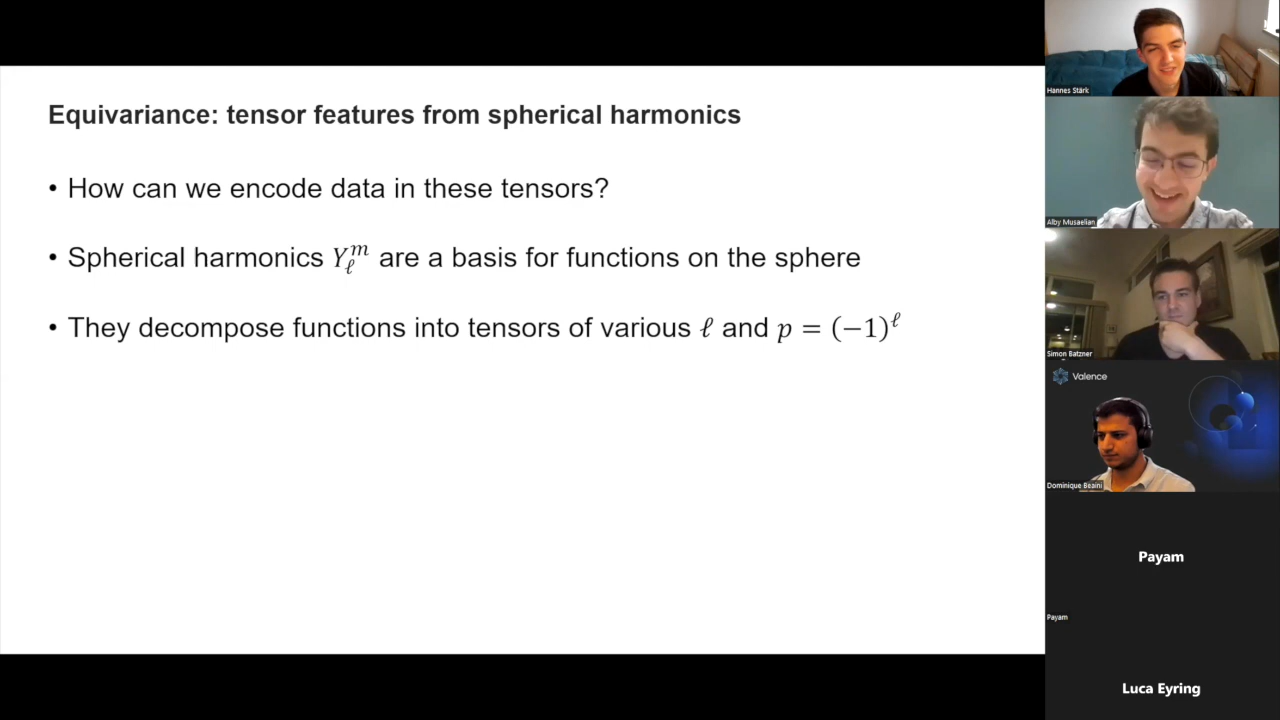 Equivariance: tensor features from spherical harmonics
• How can we encode data in these tensors?
• Spherical harmonics $Y_\ell^m$ are a basis for functions on the sphere
• They decompose functions into tensors of various ℓ and $p = (-1)^\ell$
Hannes Stärk
Alby Musaelian
Simon Batzner
Valence
Dominique Beaini
Payam
Payam
Luca Eyring